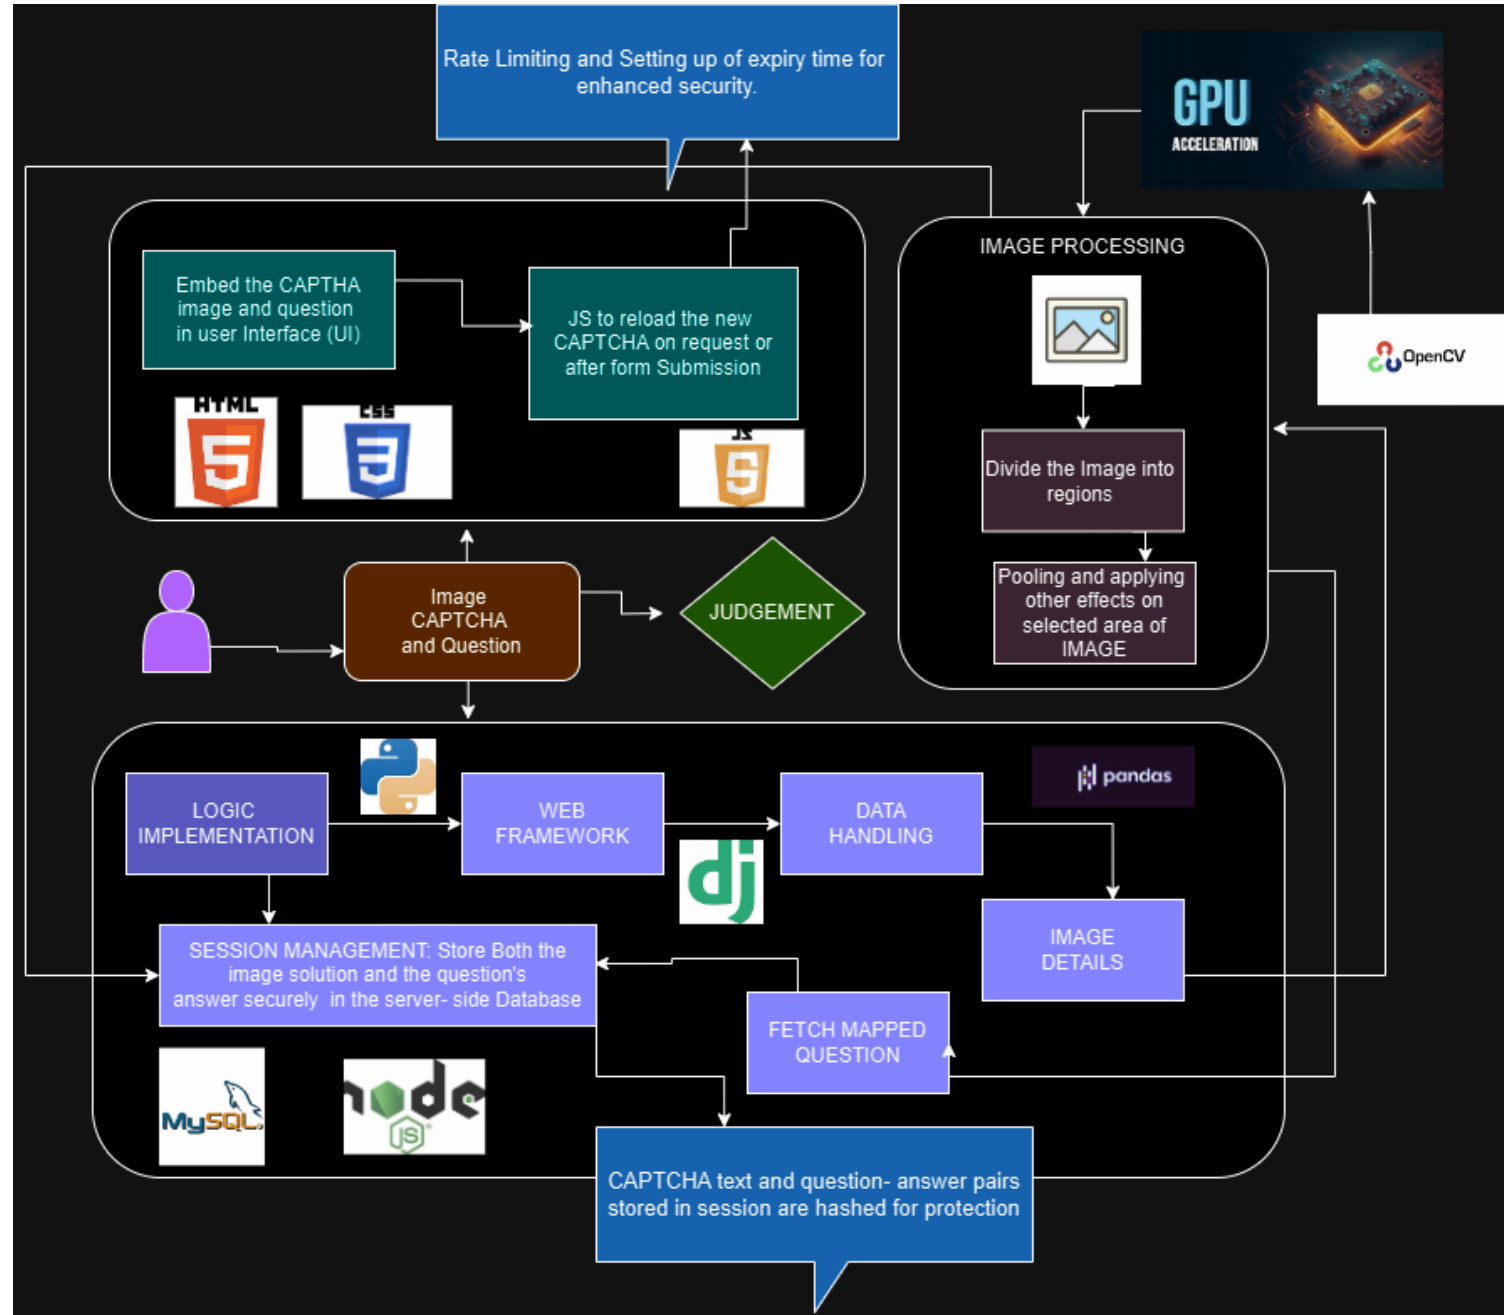 Rate Limiting and Setting up of expiry time for
enhanced security.
GPU
ACCELERATION
IMAGE PROCESSING
Embed the CAPTHA
image and question
in user Interface (UI)
JS to reload the new
CAPTCHA on request or
after form Submission
OpenCV
HTML
5
CSS
3
JS
5
Divide the Image into
regions
Pooling and applying
other effects on
selected area of
IMAGE
Image
CAPTCHA
and Question
JUDGEMENT
pandas
LOGIC
IMPLEMENTATION
WEB
FRAMEWORK
DATA
HANDLING
dj
IMAGE
DETAILS
SESSION MANAGEMENT: Store Both the
image solution and the question's
answer securely in the server- side Database
FETCH MAPPED
QUESTION
MySQL
node
JS
CAPTCHA text and question- answer pairs
stored in session are hashed for protection